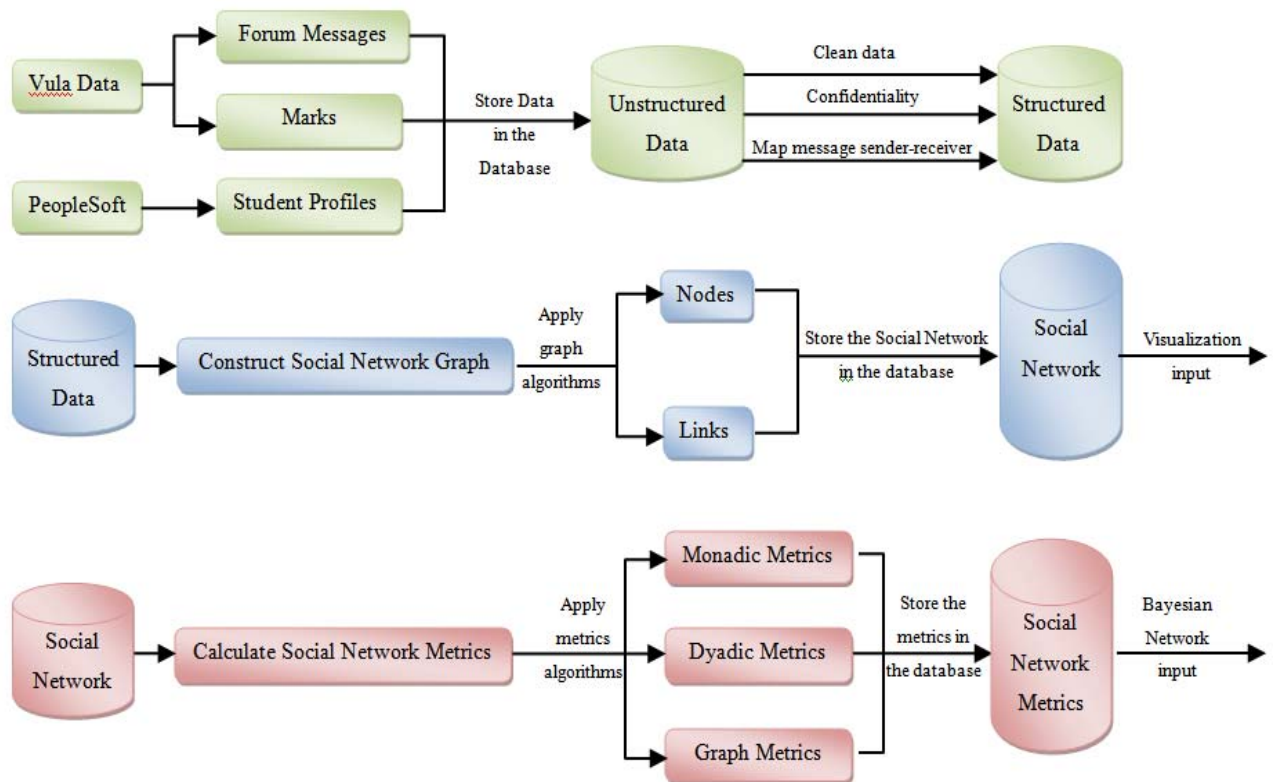 Forum Messages
Vula Data
Marks
PeopleSoft
Student Profiles
Store Data
in the
Database
Unstructured
Data
Clean data
Confidentiality
Map message sender-receiver
Structured
Data
Structured
Data
Construct Social Network Graph
Apply
graph
algorithms
Nodes
Links
Store the Social Network
in the database
Social
Network
Visualization
input
Social
Network
Calculate Social Network Metrics
Apply
metrics
algorithms
Monadic Metrics
Dyadic Metrics
Graph Metrics
Store the
metrics in
the database
Social
Network
Metrics
Bayesian
Network
input